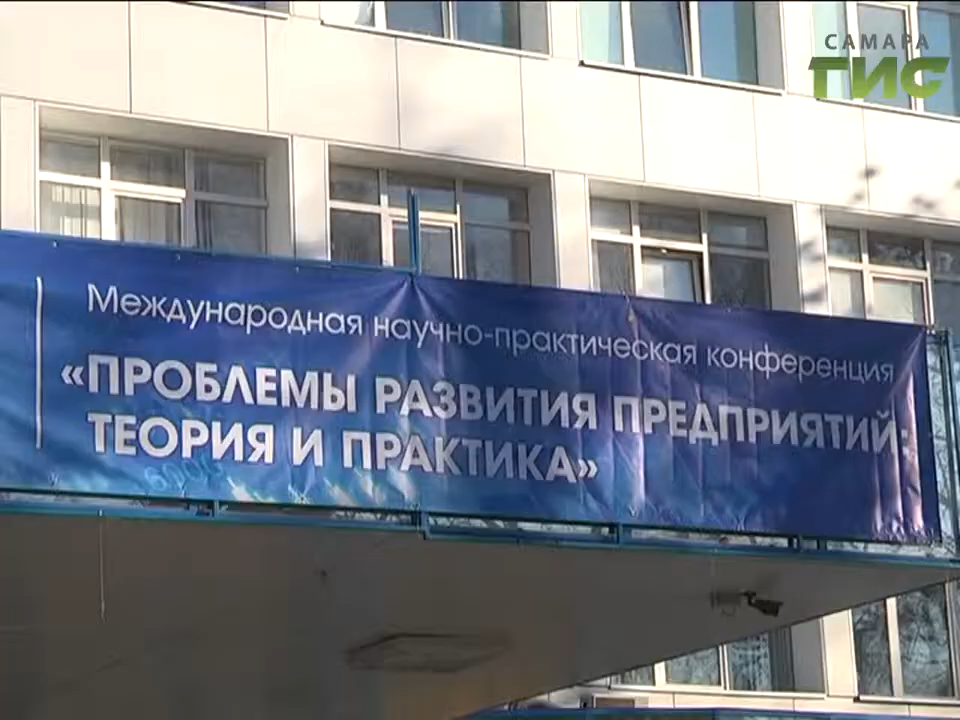 САМАРА
ГИС
Международная научно-практическая конференция
«ПРОБЛЕМЫ РАЗВИТИЯ ПРЕДПРИЯТИЙ:
ТЕОРИЯ И ПРАКТИКА»